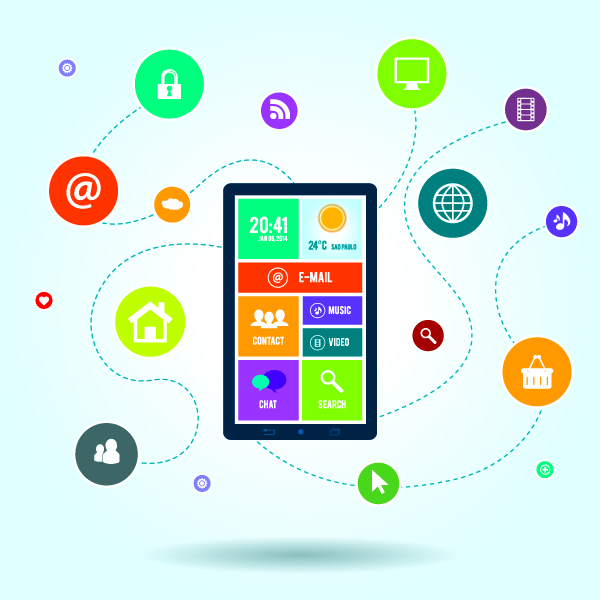 20:41
JAN 06, 2014
24°C SAO PAULO
@ E-MAIL
CONTACT
MUSIC
VIDEO
CHAT
SEARCH
@